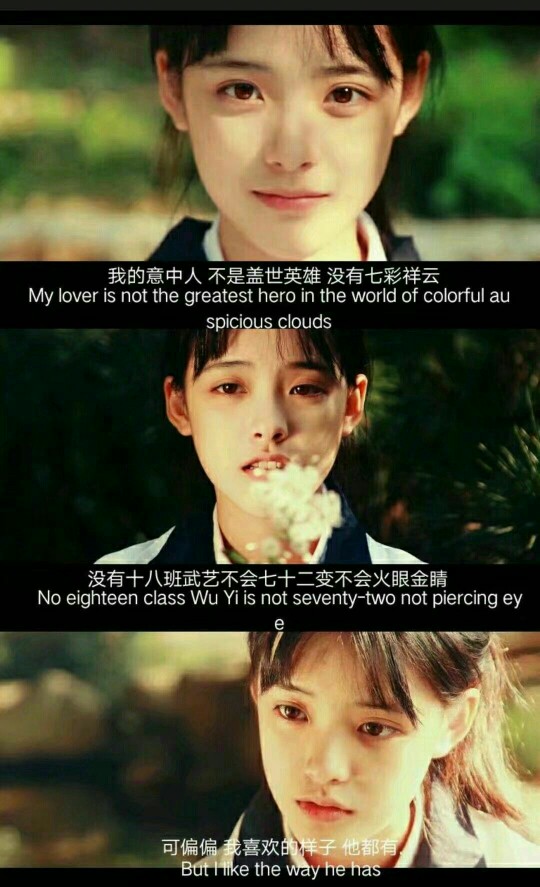 我的意中人 不是盖世英雄 没有七彩祥云
My lover is not the greatest hero in the world of colorful au
spicious clouds
没有十八班武艺不会七十二变不会火眼金睛
No eighteen class Wu Yi is not seventy-two not piercing ey
e
可偏偏 我喜欢的样子 他都有.
But I like the way he has